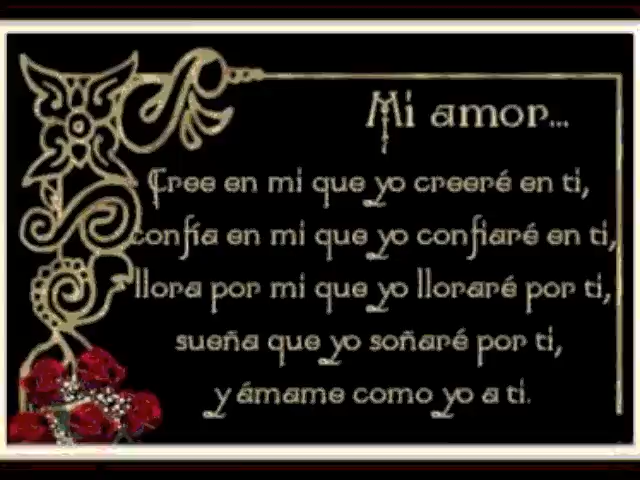 Mi amor...
Cree en mi que yo creeré en ti,
confía en mi que yo confiaré en ti,
llora por mi que yo lloraré por ti,
sueña que yo soñaré por ti,
y ámame como yo a ti.